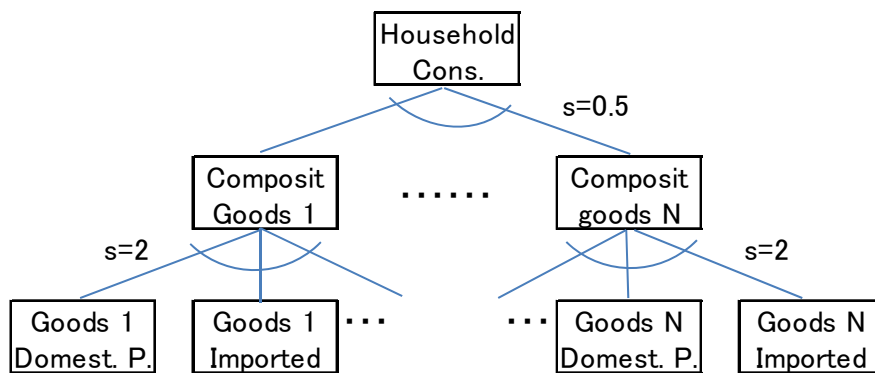 Household
Cons.
s=0.5
Composit
Goods 1
......
Composit
goods N
s=2
s=2
Goods 1
Domest. P.
Goods 1
Imported
...
...
Goods N
Domest. P.
Goods N
Imported